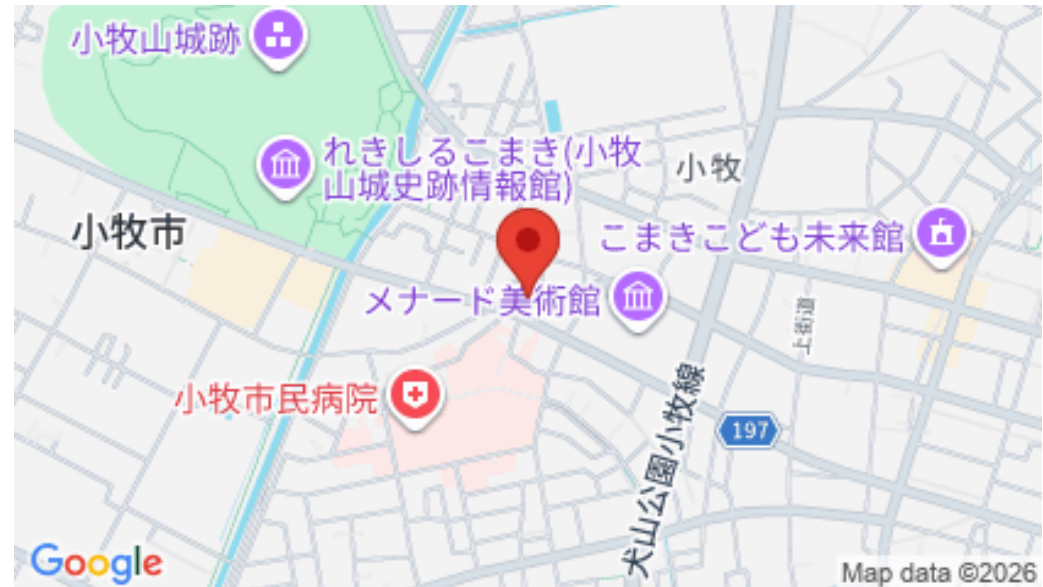 小牧山城跡
れきしるこまき(小牧
山城史跡情報館)
小牧
小牧市
こまきこども未来館
メナード美術館
上街道
小牧市民病院
197
犬山公園小牧線
Google
Map data ©2026